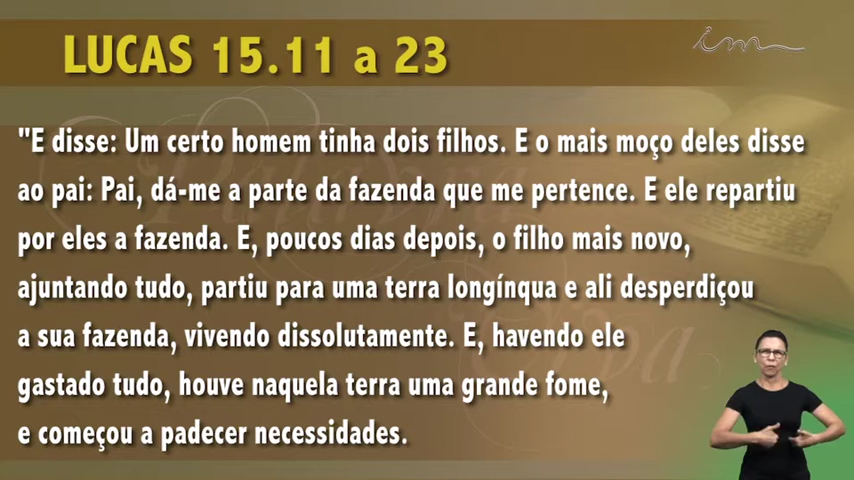 LUCAS 15.11 a 23
im
"E disse: Um certo homem tinha dois filhos. E o mais moço deles disse
ao pai: Pai, dá-me a parte da fazenda que me pertence. E ele repartiu
por eles a fazenda. E, poucos dias depois, o filho mais novo,
ajuntando tudo, partiu para uma terra longínqua e ali desperdiçou
a sua fazenda, vivendo dissolutamente. E, havendo ele
gastado tudo, houve naquela terra uma grande fome,
e começou a padecer necessidades.